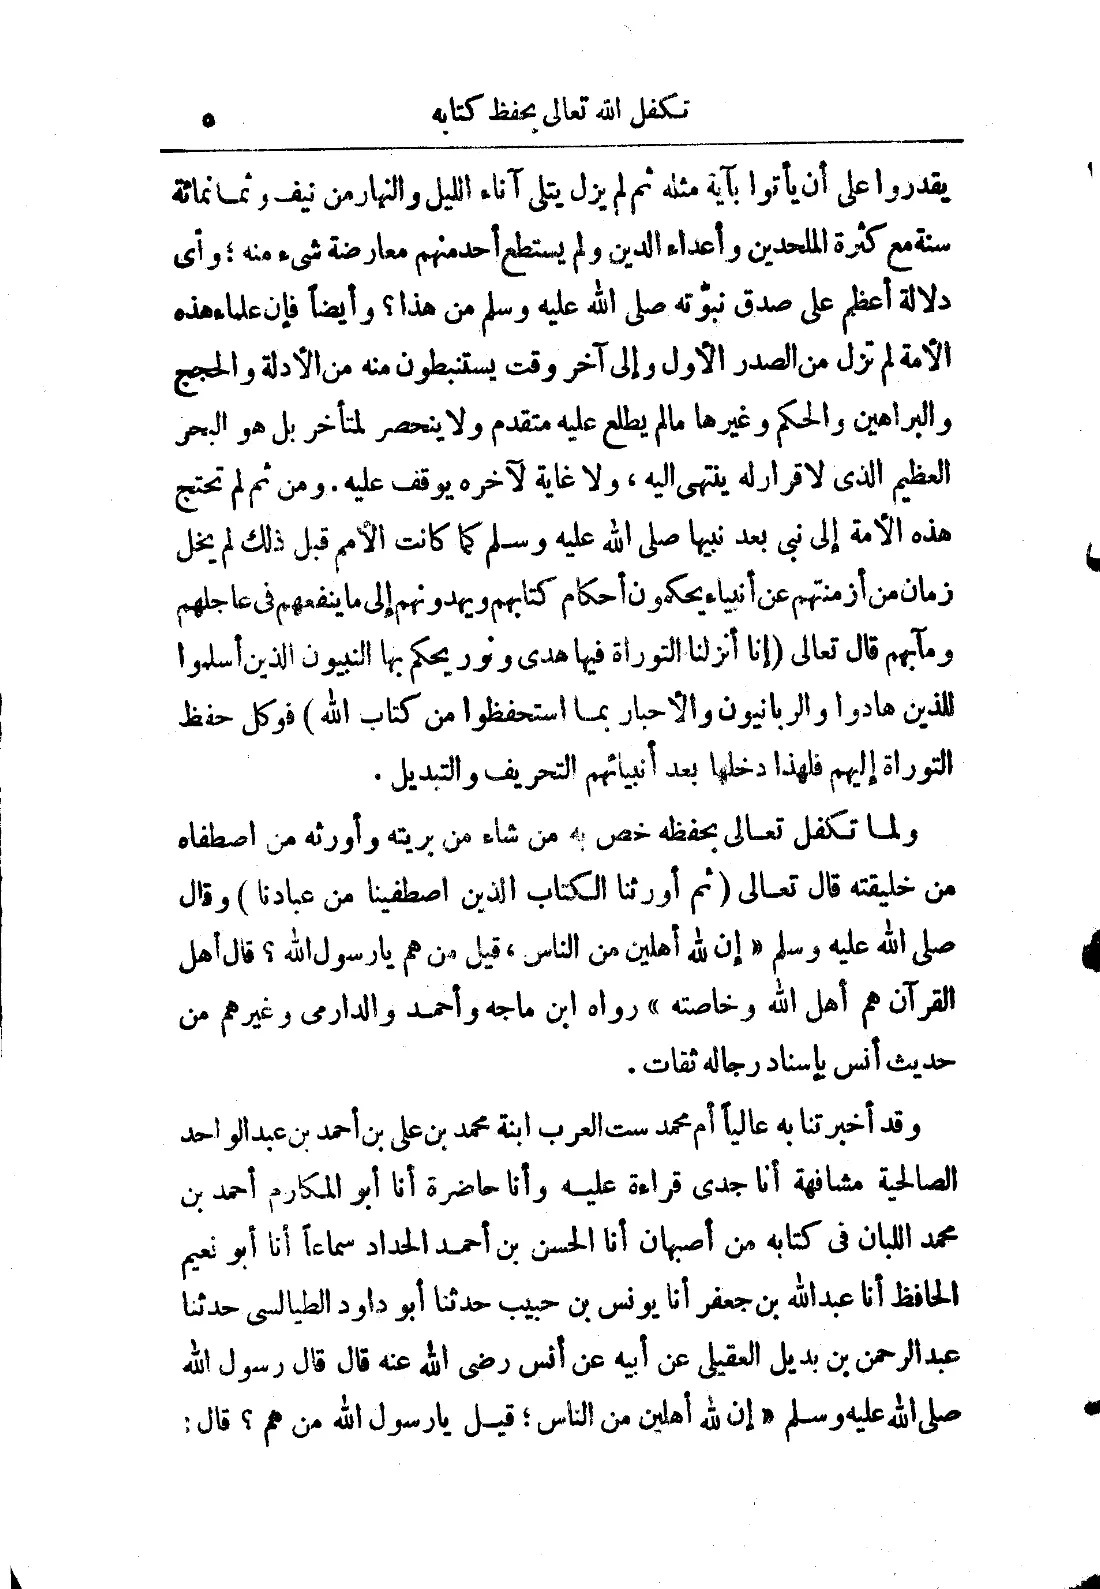 تكفل الله تعالى بحفظ كتابه ٥
يقدروا على أن يأتوا بآية مثله ثم لم يزل يتلى آناء الليل والنهار من نيف وثمانمائة
سنة مع كثرة الملحدين وأعداء الدين ولم يستطع أحد منهم معارضة شىء منه ؛ وأى
دلالة أعظم على صدق نبوّته صلى الله عليه وسلم من هذا؟ وأيضاً فإن علماء هذه
الأمة لم تزل من الصدر الأول وإلى آخر وقت يستنبطون منه من الأدلة والحجج
والبراهين والحكم وغيرها مالم يطلع عليه متقدم ولا ينحصر لمتأخر بل هو البحر
العظيم الذى لاقرار له ينتهى اليه ، ولا غاية لآخره يوقف عليه . ومن ثم لم تحتج
هذه الأمة إلى نبى بعد نبيها صلى الله عليه وسلم كما كانت الأمم قبل ذلك لم يخل
زمان من أزمنتهم عن أنبياء يحكمون أحكام كتابهم ويهدونهم إلى ما ينفعهم فى عاجلهم
ومآبهم قال تعالى (إنا أنزلنا التوراة فيها هدى ونور يحكم بها النبيون الذين أسلموا
للذين هادوا والربانيون والأحبار بما استحفظوا من كتاب الله ) فوكل حفظ
التوراة إليهم فلهذا دخلها بعد أنبيائهم التحريف والتبديل .
ولما تكفل تعالى بحفظه خص به من شاء من بريته وأورثه من اصطفاه
من خليقته قال تعالى ( ثم أورثنا الكتاب الذين اصطفينا من عبادنا ) وقال
صلى الله عليه وسلم « إن لله أهلين من الناس ، قيل من هم يارسول الله ؟ قال أهل
القرآن هم أهل الله وخاصته » رواه ابن ماجه وأحمد والدارمى وغيرهم من
حديث أنس بإسناد رجاله ثقات .
وقد أخبرتنا به عالياً أم محمد ست العرب ابنة محمد بن على بن أحمد بن عبد الواحد
الصالحية مشافهة أنا جدى قراءة عليه وأنا حاضرة أنا أبو المكارم أحمد بن
محمد اللبان فى كتابه من أصبهان أنا الحسن بن أحمد الحداد سماعاً أنا أبو نعيم
الحافظ أنا عبدالله بن جعفر أنا يونس بن حبيب حدثنا أبو داود الطيالسى حدثنا
عبدالرحمن بن بديل العقيلى عن أبيه عن أنس رضى الله عنه قال قال رسول الله
صلى الله عليه وسلم « إن لله أهلين من الناس ؛ قيل يارسول الله من هم ؟ قال :